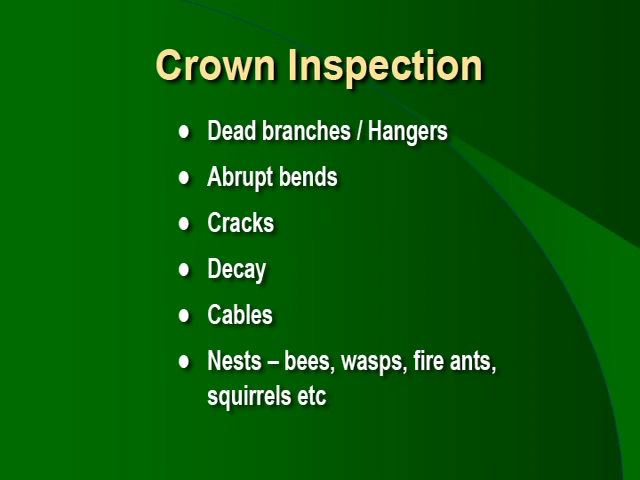 Crown Inspection
● Dead branches / Hangers
● Abrupt bends
● Cracks
● Decay
● Cables
● Nests – bees, wasps, fire ants,
squirrels etc